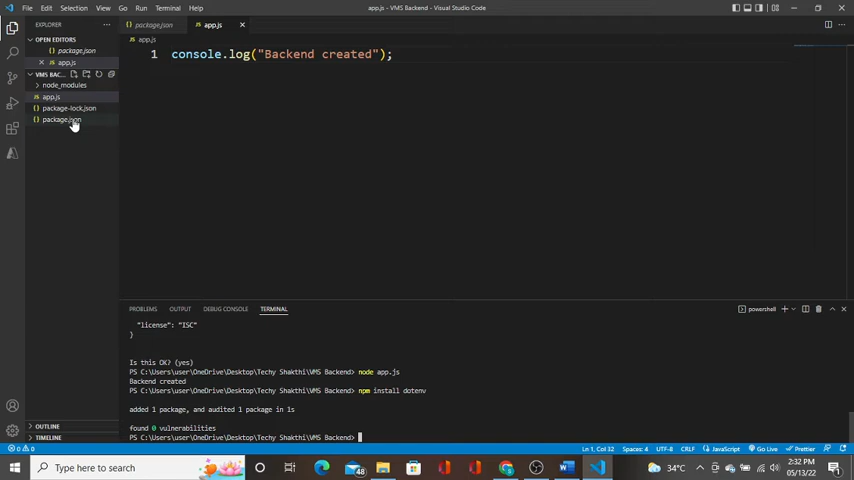 File Edit Selection View Go Run Terminal Help
app.js - VMS Backend - Visual Studio Code
EXPLORER
OPEN EDITORS
package.json
app.js
VMS BAC...
node_modules
app.js
package-lock.json
package.json
OUTLINE
TIMELINE
package.json
app.js
app.js
1 console.log("Backend created");
PROBLEMS OUTPUT DEBUG CONSOLE TERMINAL
powershell
"license": "ISC"
}
Is this OK? (yes)
PS C:\Users\user\OneDrive\Desktop\Techy Shakthi\VMS Backend> node app.js
Backend created
PS C:\Users\user\OneDrive\Desktop\Techy Shakthi\VMS Backend> npm install dotenv
added 1 package, and audited 1 package in 1s
found 0 vulnerabilities
PS C:\Users\user\OneDrive\Desktop\Techy Shakthi\VMS Backend>
0 0
Ln 1, Col 32 Spaces: 4 UTF-8 CRLF JavaScript Go Live Prettier
Type here to search
48
34°C
2:32 PM
05/13/22
1